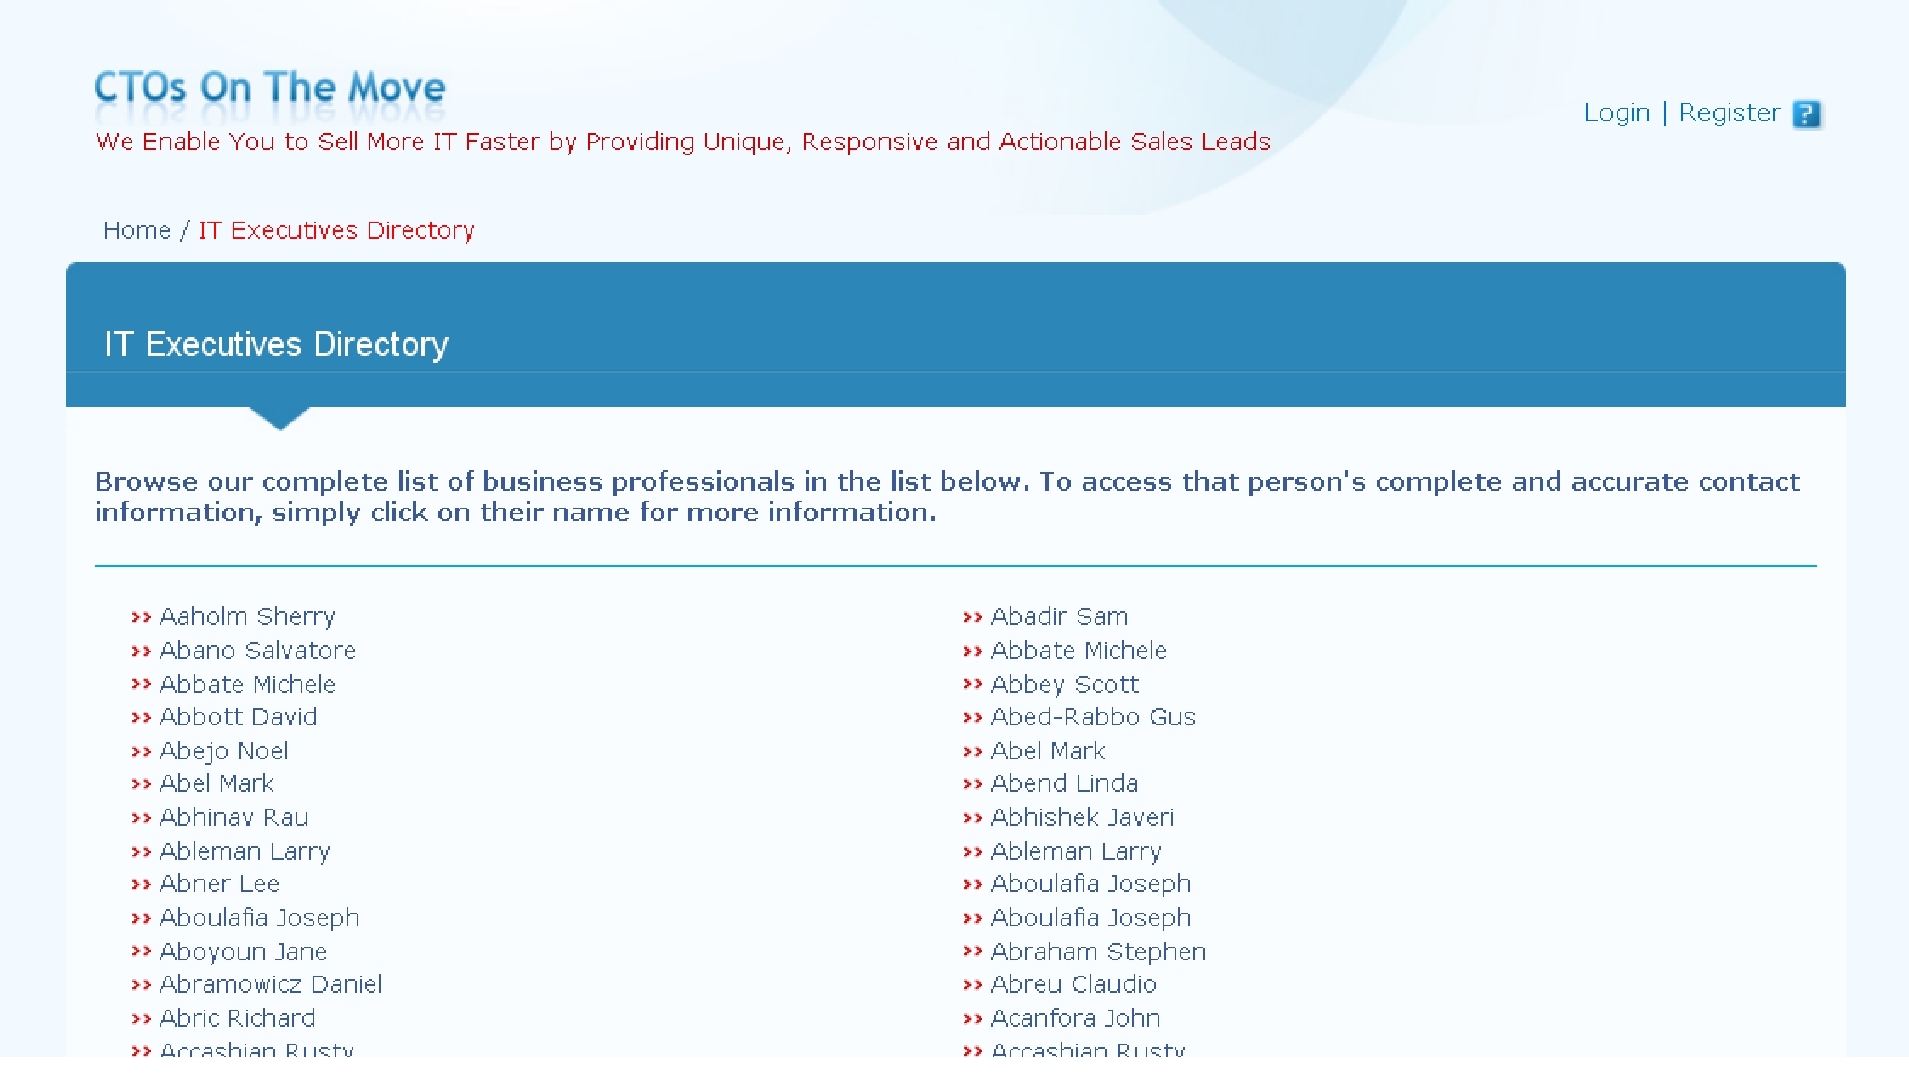 CTOs On The Move
We Enable You to Sell More IT Faster by Providing Unique, Responsive and Actionable Sales Leads
Login | Register ?
Home / IT Executives Directory
IT Executives Directory
Browse our complete list of business professionals in the list below. To access that person's complete and accurate contact
information, simply click on their name for more information.
>> Aaholm Sherry
>> Abadir Sam
>> Abano Salvatore
>> Abbate Michele
>> Abbate Michele
>> Abbey Scott
>> Abbott David
>> Abed-Rabbo Gus
>> Abejo Noel
>> Abel Mark
>> Abel Mark
>> Abend Linda
>> Abhinav Rau
>> Abhishek Javeri
>> Ableman Larry
>> Ableman Larry
>> Abner Lee
>> Aboulafia Joseph
>> Aboulafia Joseph
>> Aboulafia Joseph
>> Aboyoun Jane
>> Abraham Stephen
>> Abramowicz Daniel
>> Abreu Claudio
>> Abric Richard
>> Acanfora John
>> Accashian Rusty
>> Accashian Rusty